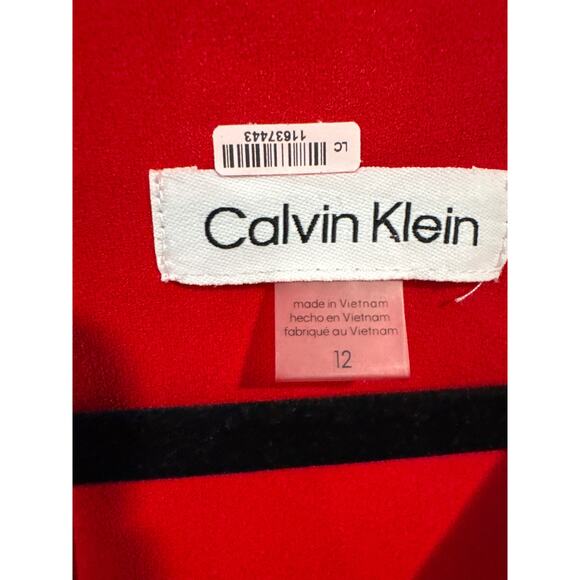 LC
11637443
Calvin Klein
made in Vietnam
hecho en Vietnam
fabriqué au Vietnam
12